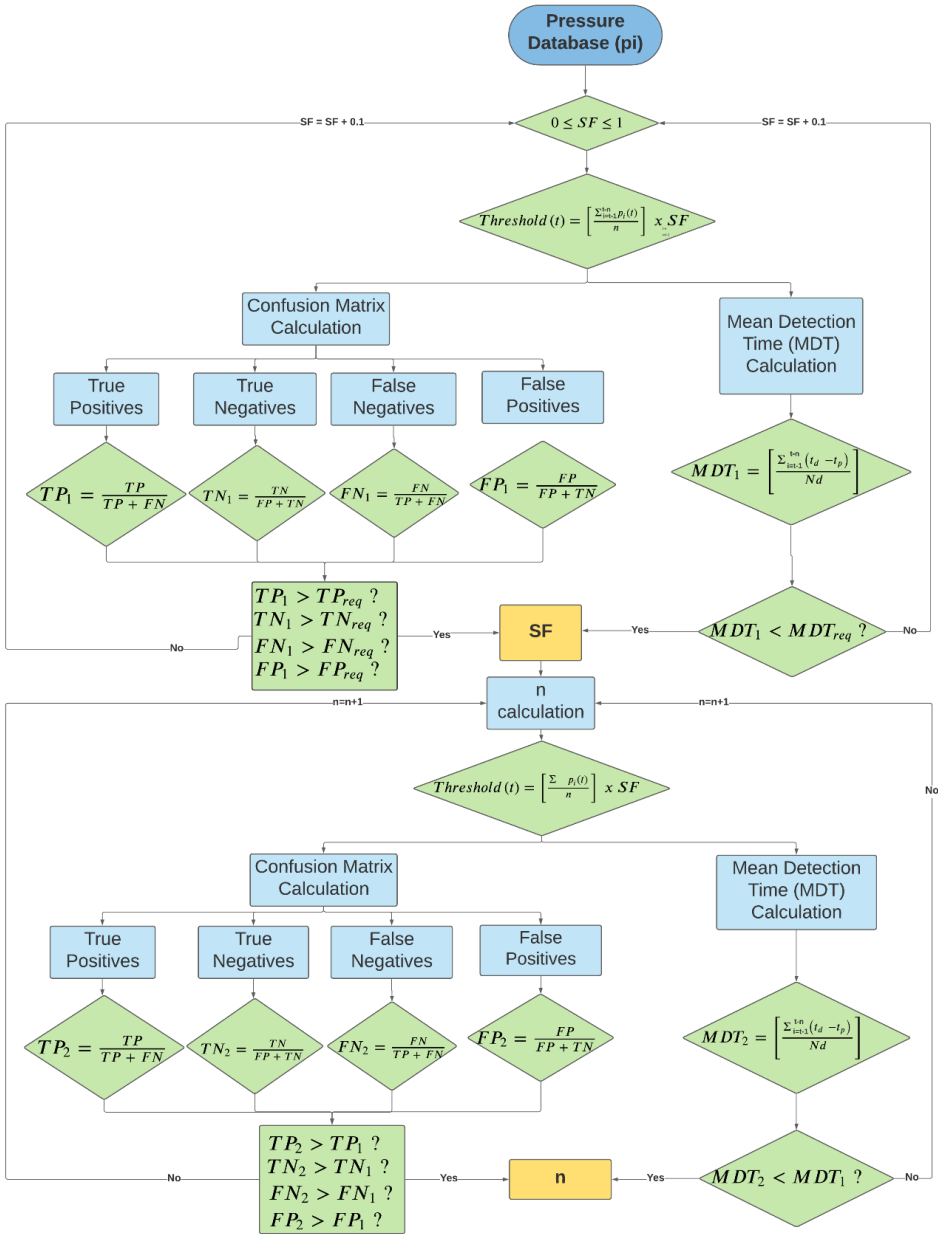 Pressure
Database (pi)
SF = SF + 0.1
0 ≤ SF ≤ 1
SF = SF + 0.1
Threshold (t) = [Σ_{i=t-1}^{t-n} p_i(t) / n] x SF
Confusion Matrix
Calculation
Mean Detection
Time (MDT)
Calculation
True
Positives
True
Negatives
False
Negatives
False
Positives
TP_1 = TP / (TP + FN)
TN_1 = TN / (FP + TN)
FN_1 = FN / (TP + FN)
FP_1 = FP / (FP + TN)
MDT_1 = [Σ_{i=t-1}^{t-n} (t_d - t_p) / Nd]
TP_1 > TP_req ?
TN_1 > TN_req ?
FN_1 > FN_req ?
FP_1 > FP_req ?
No
Yes
SF
Yes
MDT_1 < MDT_req ?
No
n
calculation
n=n+1
n=n+1
Threshold (t) = [Σ p_i(t) / n] x SF
No
Confusion Matrix
Calculation
Mean Detection
Time (MDT)
Calculation
True
Positives
True
Negatives
False
Negatives
False
Positives
TP_2 = TP / (TP + FN)
TN_2 = TN / (FP + TN)
FN_2 = FN / (TP + FN)
FP_2 = FP / (FP + TN)
MDT_2 = [Σ_{i=t-1}^{t-n} (t_d - t_p) / Nd]
TP_2 > TP_1 ?
TN_2 > TN_1 ?
FN_2 > FN_1 ?
FP_2 > FP_1 ?
No
Yes
n
Yes
MDT_2 < MDT_1 ?
No